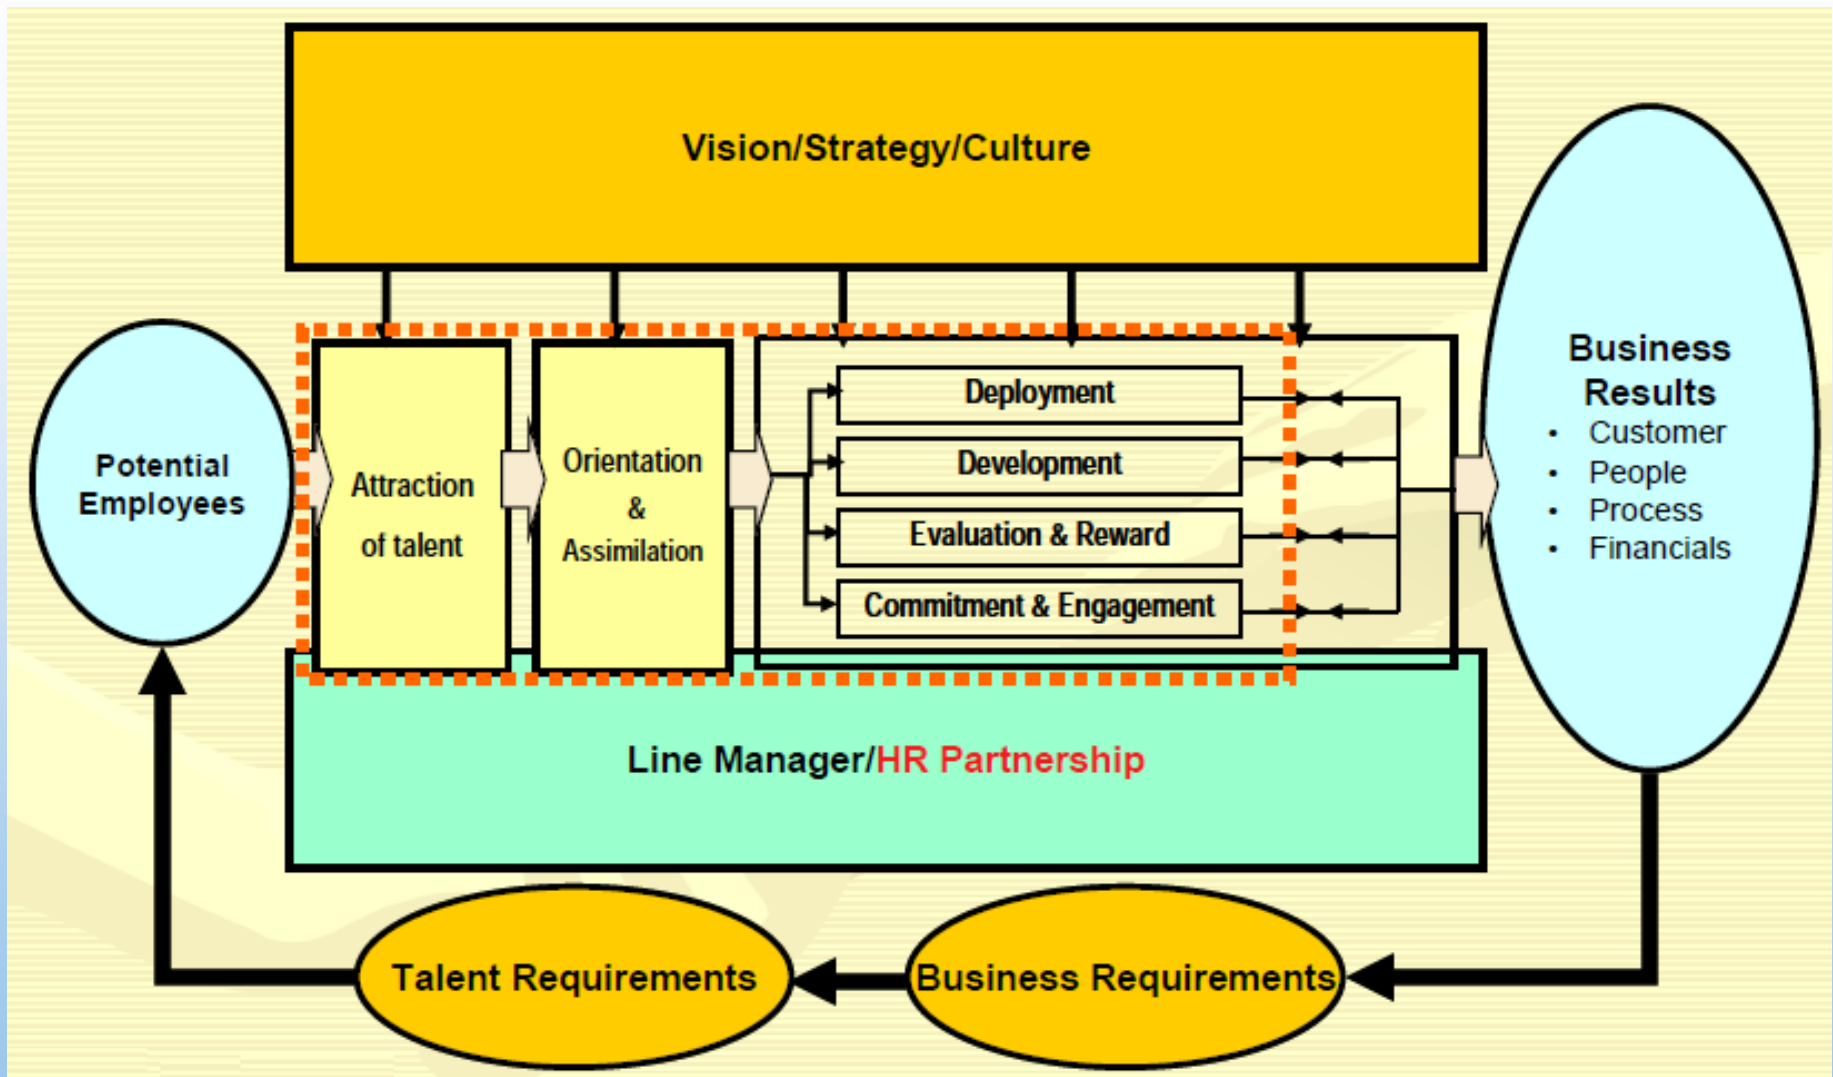 Vision/Strategy/Culture
Potential
Employees
Attraction
of talent
Orientation
&
Assimilation
Deployment
Development
Evaluation & Reward
Commitment & Engagement
Business
Results
• Customer
• People
• Process
• Financials
Line Manager/HR Partnership
Talent Requirements
Business Requirements